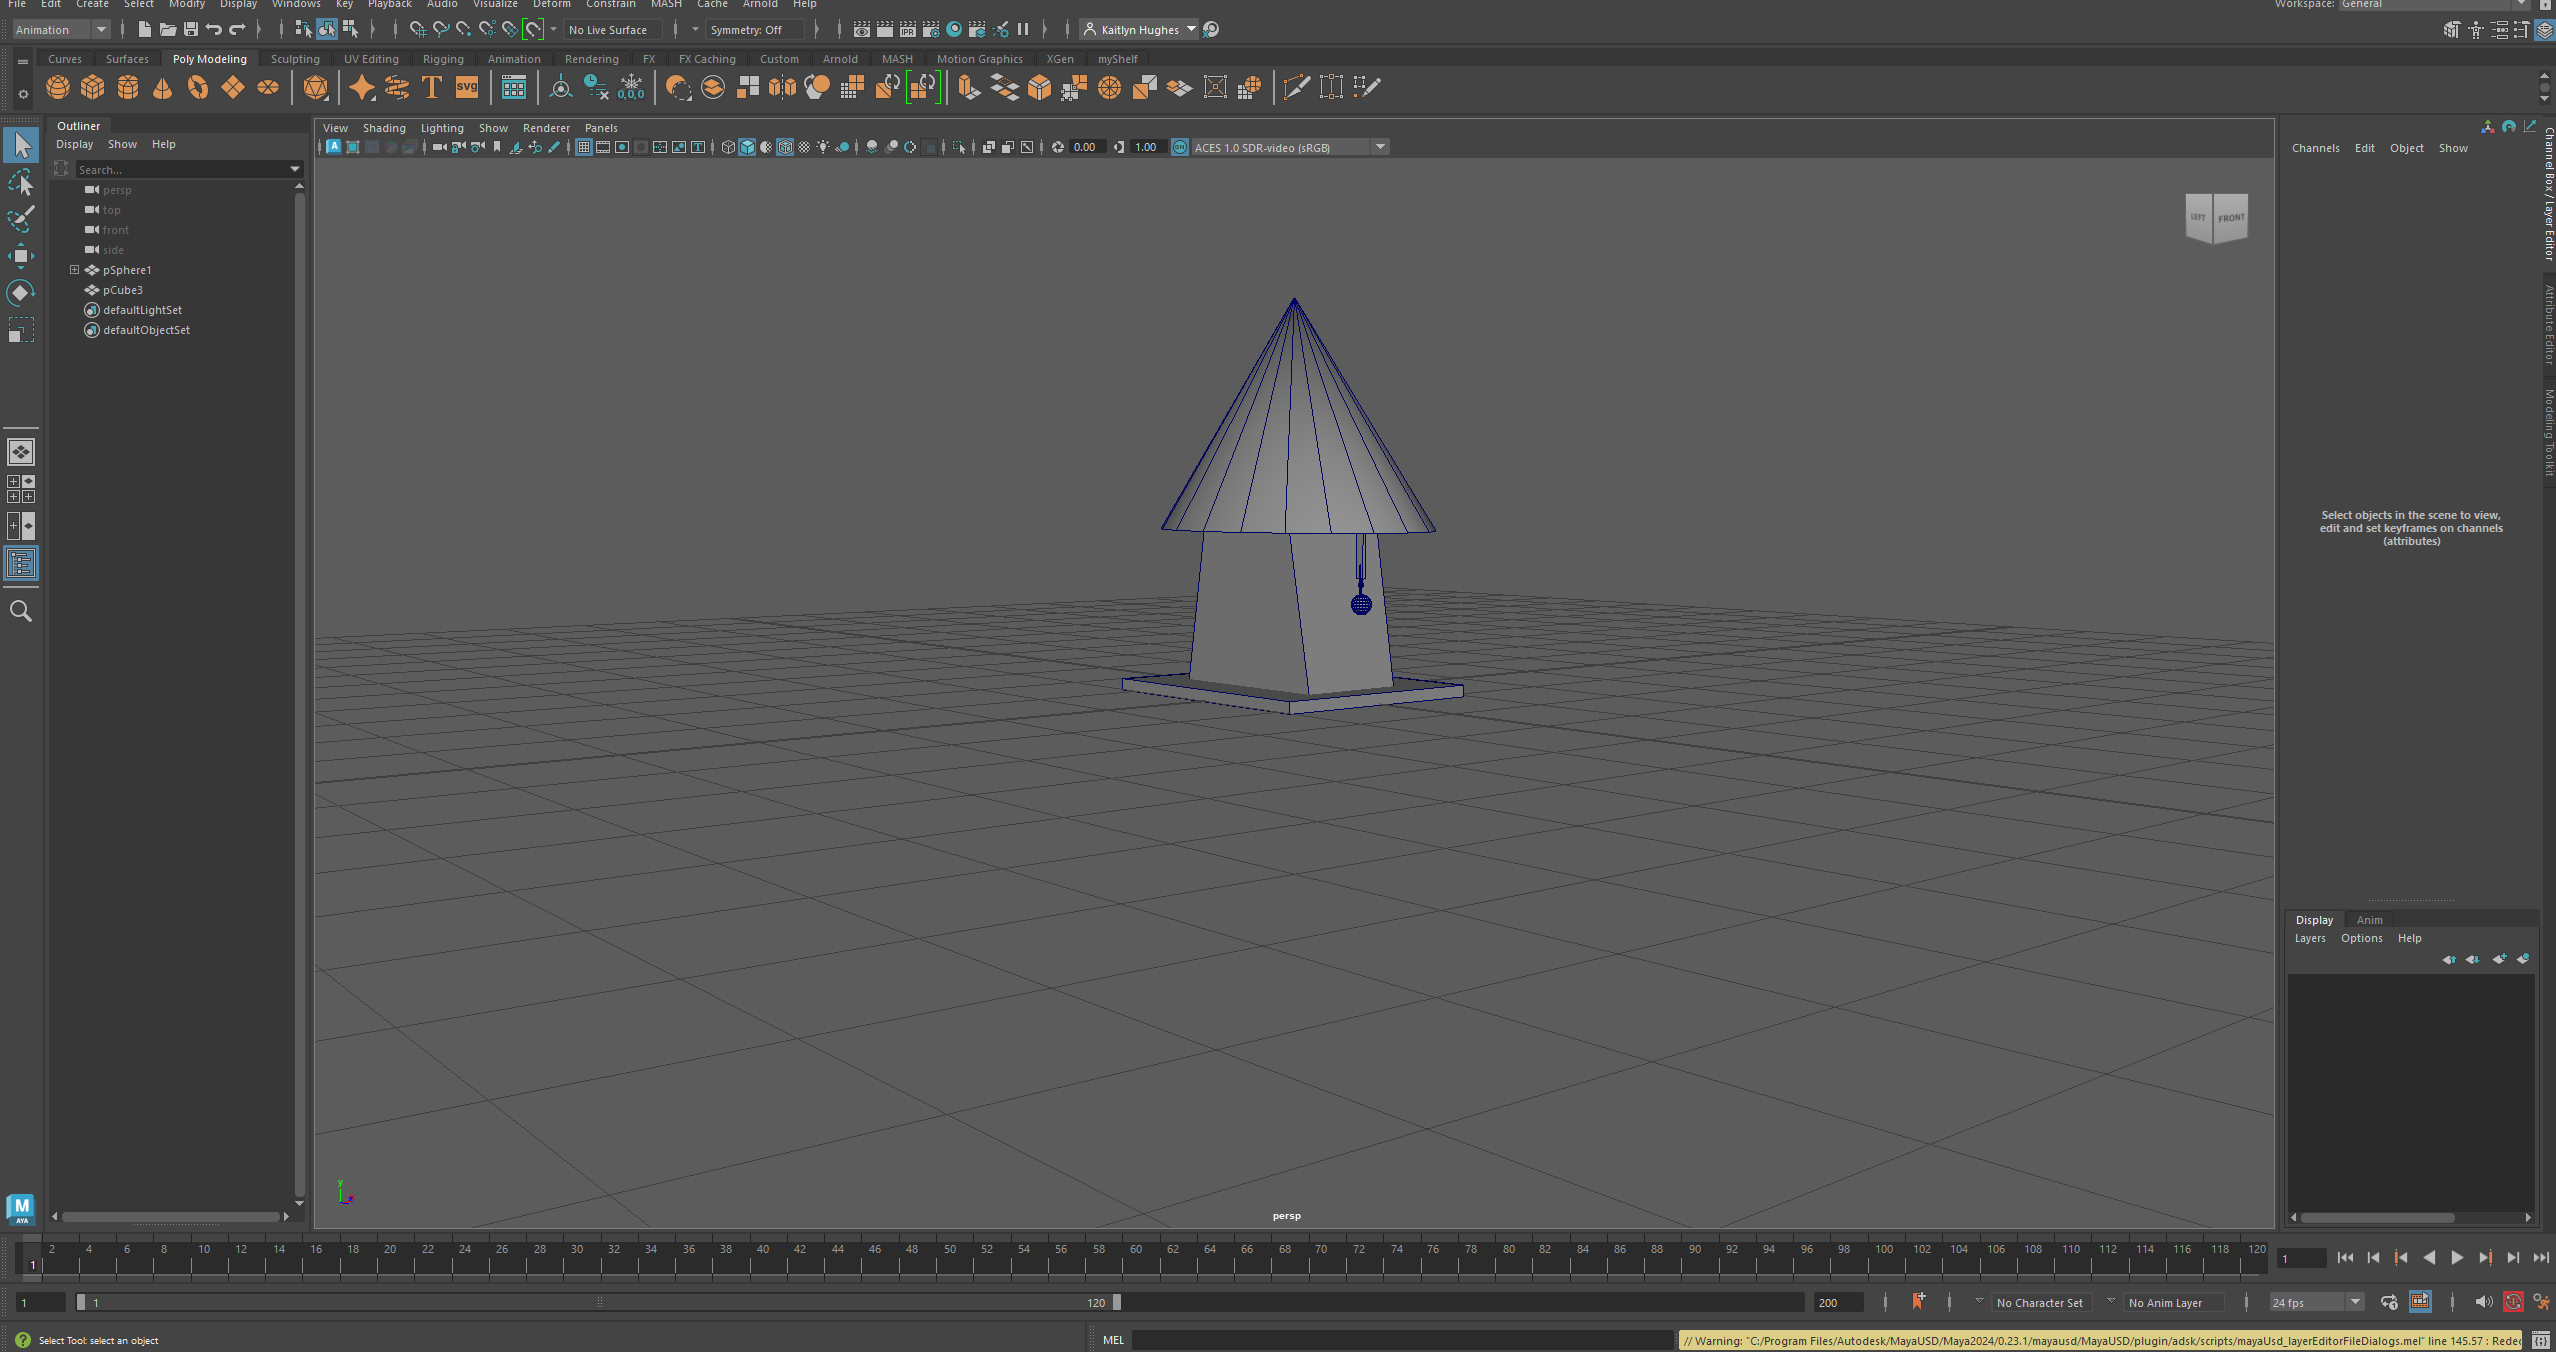 File Edit Create Select Modify Display Windows Key Playback Audio Visualize Deform Constrain MASH Cache Arnold Help Workspace: General
Animation No Live Surface Symmetry: Off IPR Kaitlyn Hughes
Curves Surfaces Poly Modeling Sculpting UV Editing Rigging Animation Rendering FX FX Caching Custom Arnold MASH Motion Graphics XGen myShelf
T SVG 0,0,0
Outliner
Display Show Help
Search...
persp
top
front
side
pSphere1
pCube3
defaultLightSet
defaultObjectSet
View Shading Lighting Show Renderer Panels
0.00 1.00 ON ACES 1.0 SDR-video (sRGB)
LEFT FRONT
y
persp
Channels Edit Object Show
Select objects in the scene to view,
edit and set keyframes on channels
(attributes)
Channel Box / Layer Editor
Attribute Editor
Modeling Toolkit
Display Anim
Layers Options Help
M
AYA
2 4 6 8 10 12 14 16 18 20 22 24 26 28 30 32 34 36 38 40 42 44 46 48 50 52 54 56 58 60 62 64 66 68 70 72 74 76 78 80 82 84 86 88 90 92 94 96 98 100 102 104 106 108 110 112 114 116 118 120
1 1
1 1 120 200 No Character Set No Anim Layer 24 fps
Select Tool: select an object MEL // Warning: "C:/Program Files/Autodesk/MayaUSD/Maya2024/0.23.1/mayausd/MayaUSD/plugin/adsk/scripts/mayaUsd_layerEditorFileDialogs.mel" line 145.57 : Redec